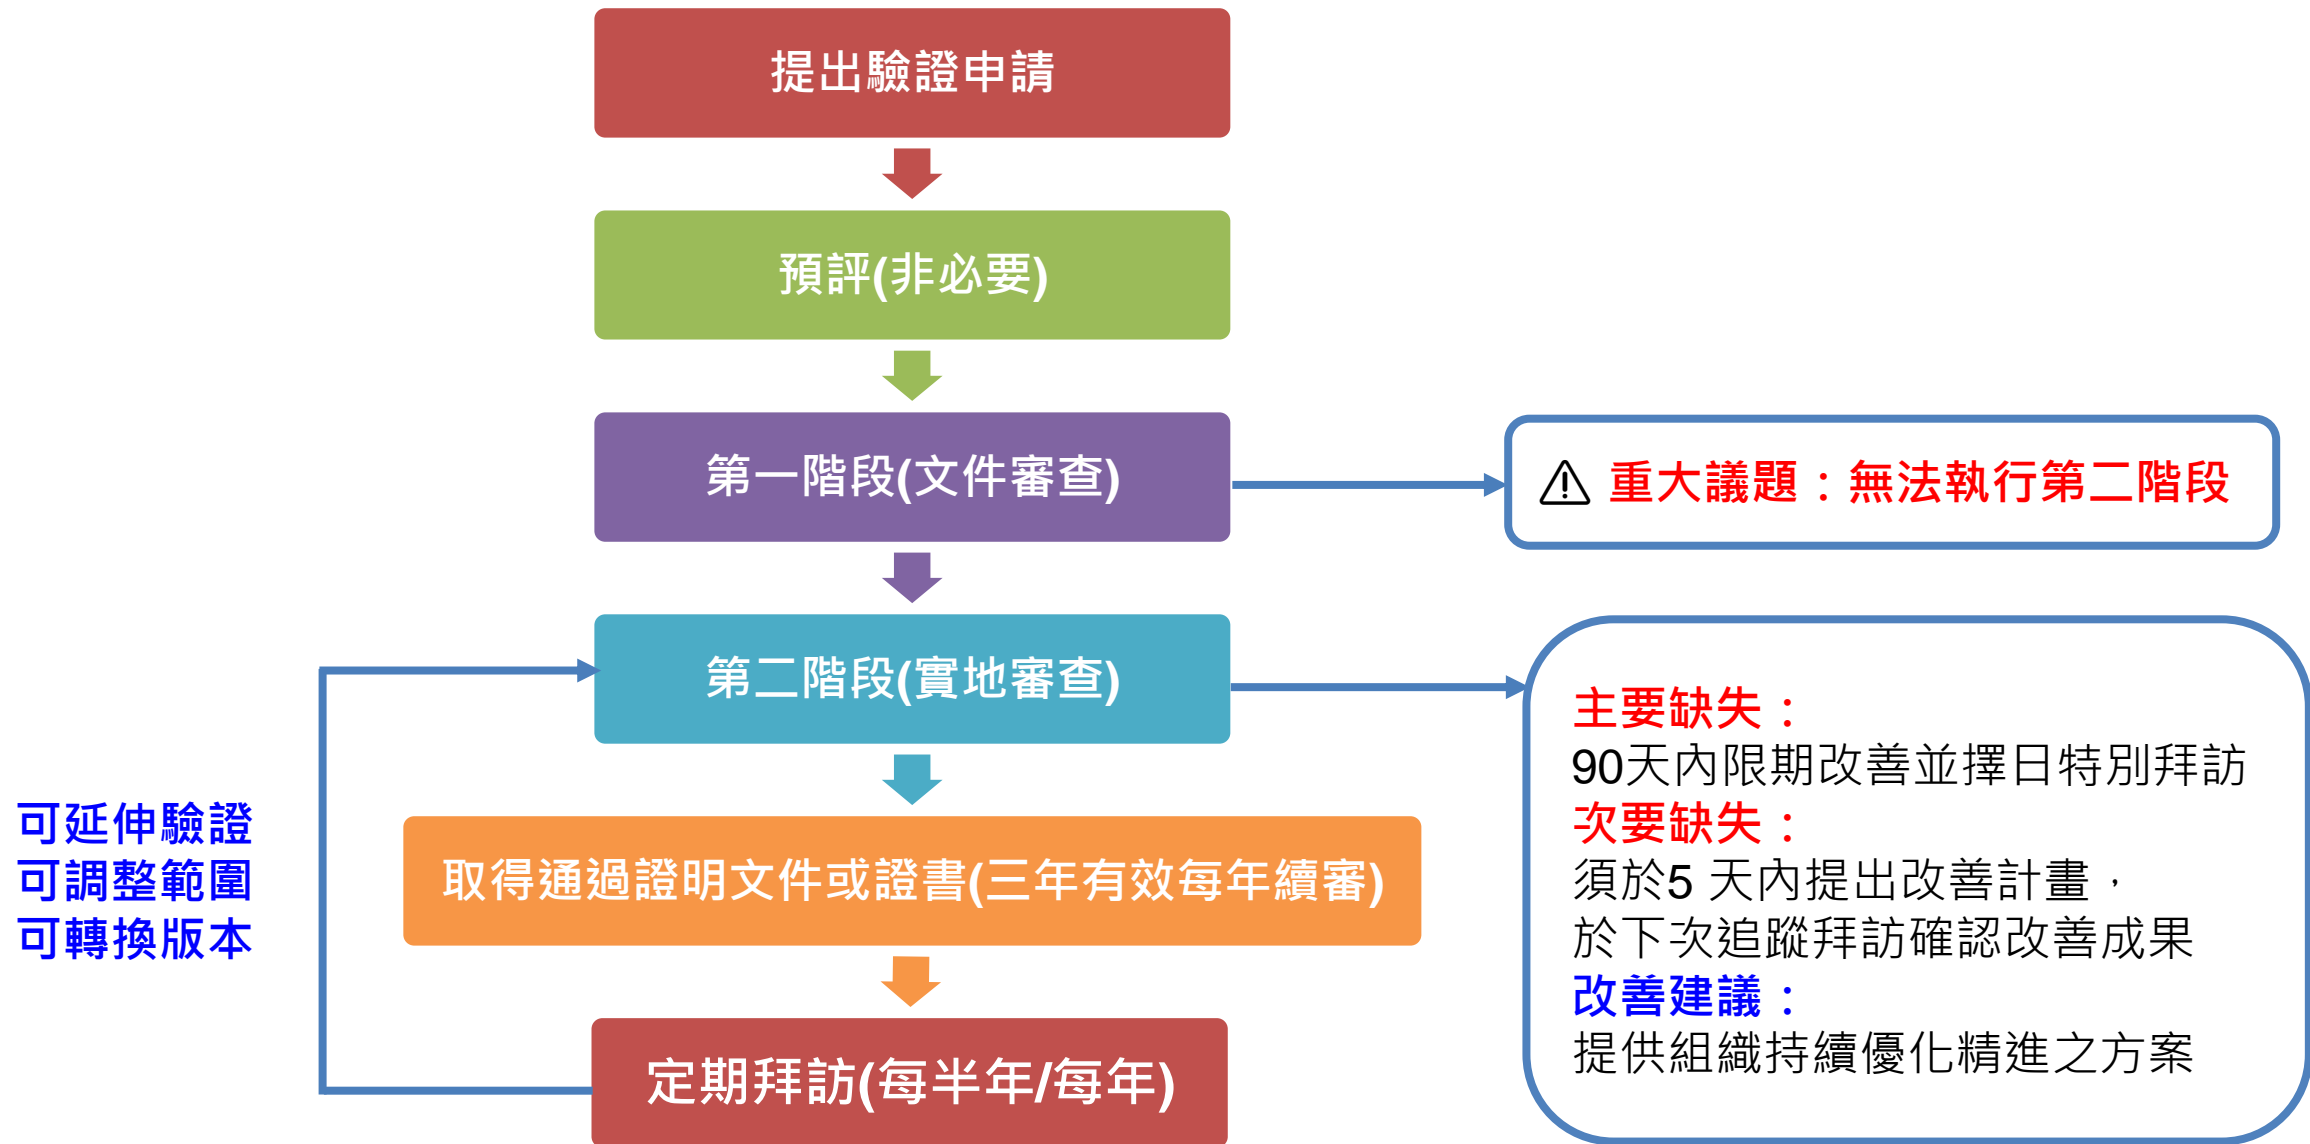 提出驗證申請
預評(非必要)
第一階段(文件審查)
重大議題：無法執行第二階段
第二階段(實地審查)
主要缺失：
90天內限期改善並擇日特別拜訪
次要缺失：
須於5 天內提出改善計畫，
於下次追蹤拜訪確認改善成果
改善建議：
提供組織持續優化精進之方案
可延伸驗證
可調整範圍
可轉換版本
取得通過證明文件或證書(三年有效每年續審)
定期拜訪(每半年/每年)